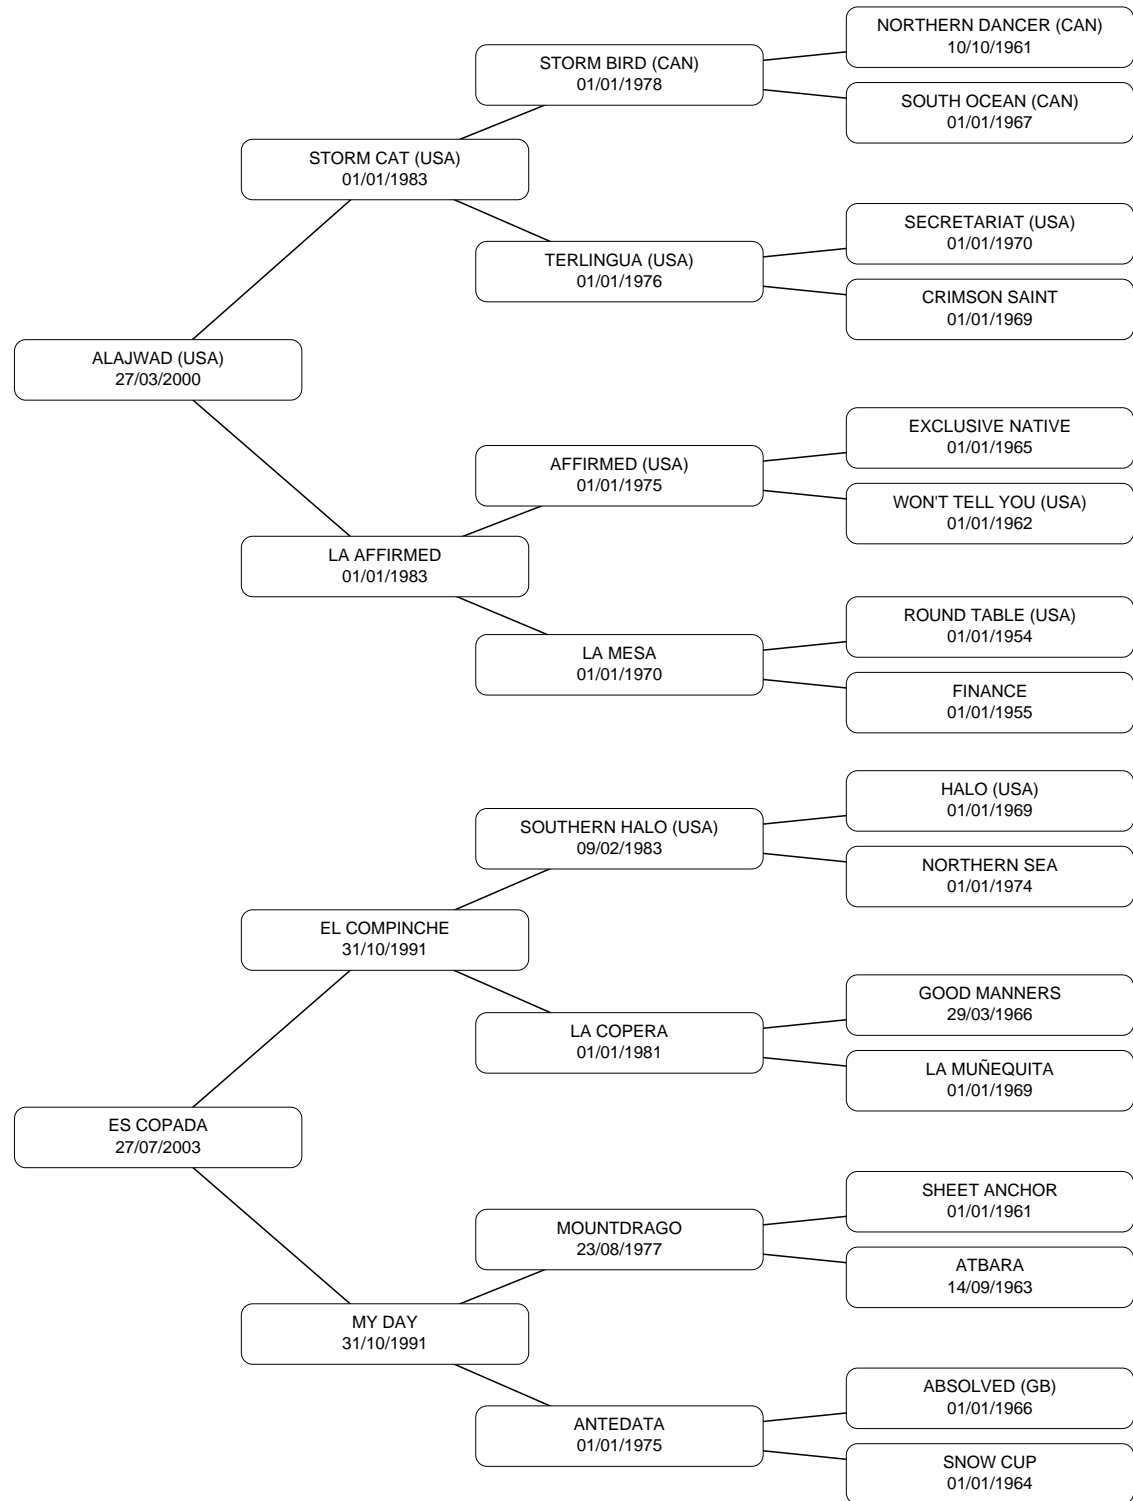 NORTHERN DANCER (CAN)
10/10/1961
STORM BIRD (CAN)
01/01/1978
SOUTH OCEAN (CAN)
01/01/1967
STORM CAT (USA)
01/01/1983
SECRETARIAT (USA)
01/01/1970
TERLINGUA (USA)
01/01/1976
CRIMSON SAINT
01/01/1969
ALAJWAD (USA)
27/03/2000
EXCLUSIVE NATIVE
01/01/1965
AFFIRMED (USA)
01/01/1975
WON'T TELL YOU (USA)
01/01/1962
LA AFFIRMED
01/01/1983
ROUND TABLE (USA)
01/01/1954
LA MESA
01/01/1970
FINANCE
01/01/1955
HALO (USA)
01/01/1969
SOUTHERN HALO (USA)
09/02/1983
NORTHERN SEA
01/01/1974
EL COMPINCHE
31/10/1991
GOOD MANNERS
29/03/1966
LA COPERA
01/01/1981
LA MUÑEQUITA
01/01/1969
ES COPADA
27/07/2003
SHEET ANCHOR
01/01/1961
MOUNTDRAGO
23/08/1977
ATBARA
14/09/1963
MY DAY
31/10/1991
ABSOLVED (GB)
01/01/1966
ANTEDATA
01/01/1975
SNOW CUP
01/01/1964